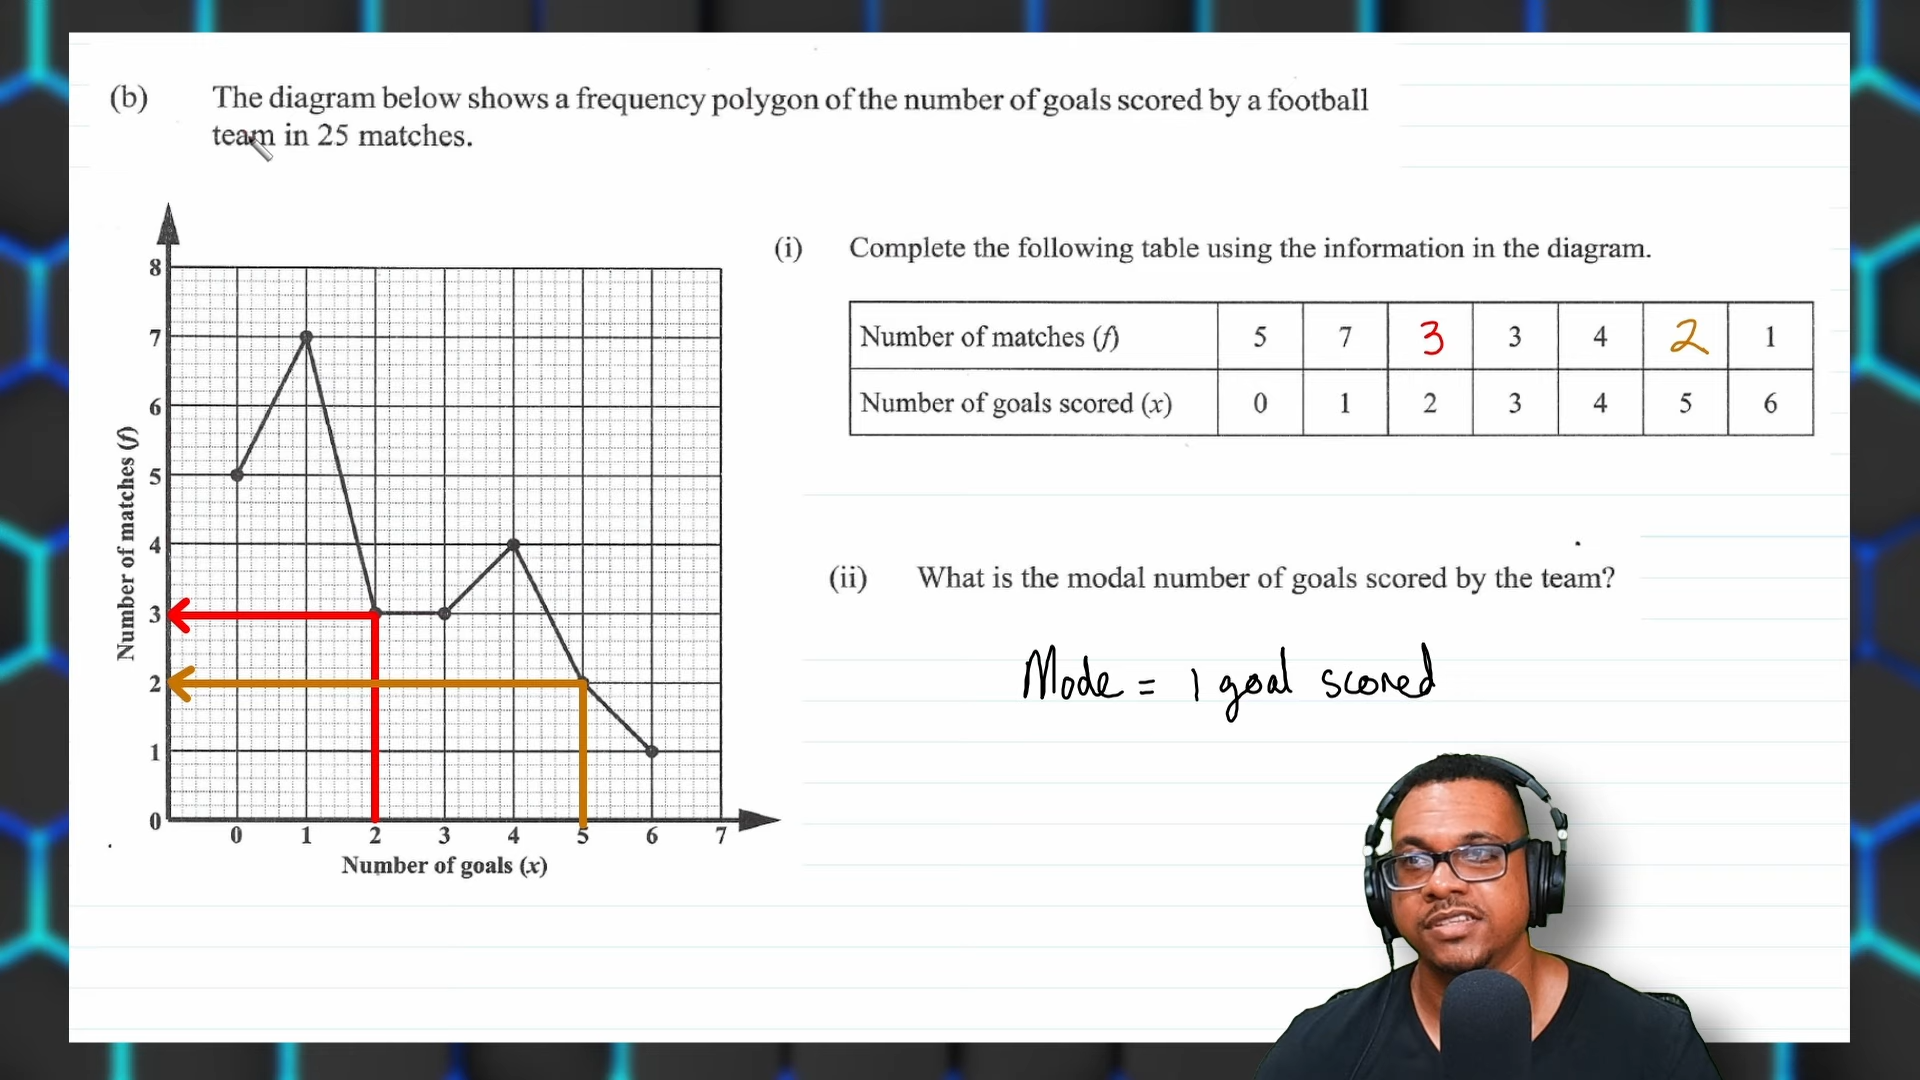 (b) The diagram below shows a frequency polygon of the number of goals scored by a football
team in 25 matches.
8
7
6
5
4
3
2
1
0
Number of matches (f)
0 1 2 3 4 5 6 7
Number of goals (x)
(i) Complete the following table using the information in the diagram.
Number of matches (f) 5 7 3 3 4 2 1
Number of goals scored (x) 0 1 2 3 4 5 6
(ii) What is the modal number of goals scored by the team?
Mode = 1 goal scored